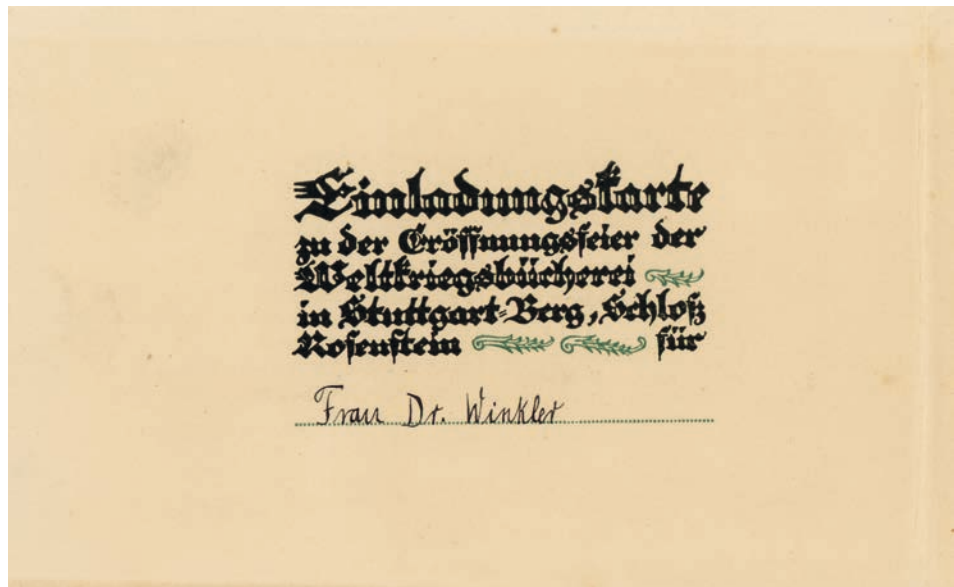 Einladungskarte
zu der Eröffnungsfeier der
Weltkriegsbücherei
in Stuttgart-Berg, Schloß
Rosenstein für
Frau Dr. Winkler